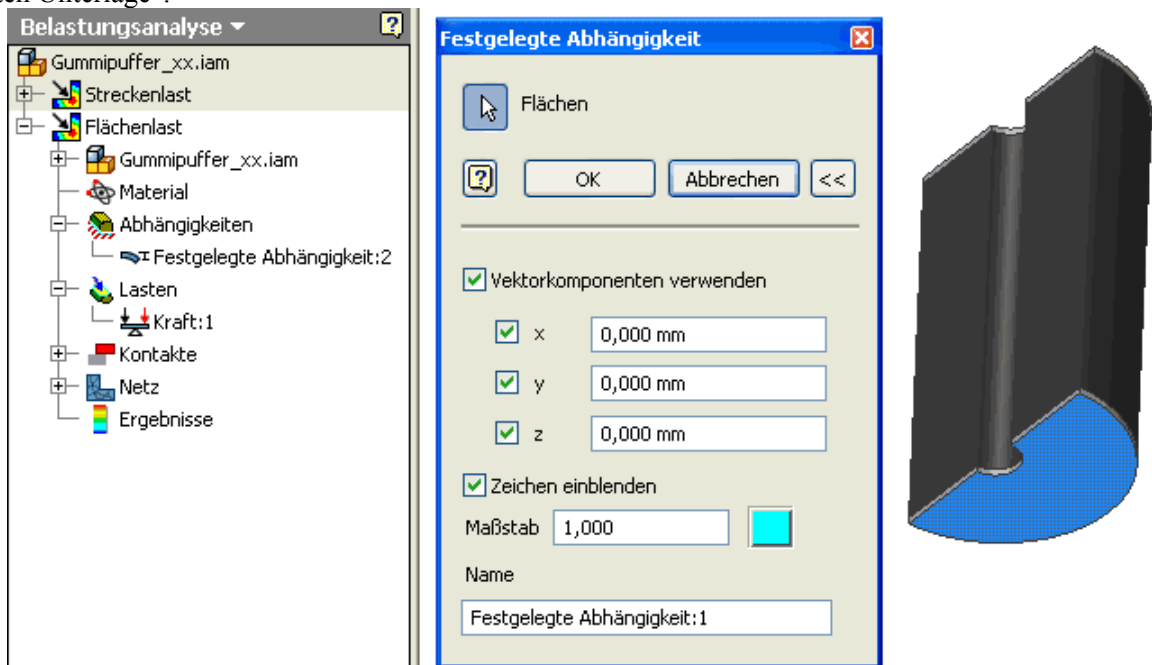 ten Unterlage":
Belastungsanalyse
Gummipuffer_xx.iam
Streckenlast
Flächenlast
Gummipuffer_xx.iam
Material
Abhängigkeiten
Festgelegte Abhängigkeit:2
Lasten
Kraft:1
Kontakte
Netz
Ergebnisse
Festgelegte Abhängigkeit
Flächen
OK Abbrechen <<
Vektorkomponenten verwenden
x 0,000 mm
y 0,000 mm
z 0,000 mm
Zeichen einblenden
Maßstab 1,000
Name
Festgelegte Abhängigkeit:1